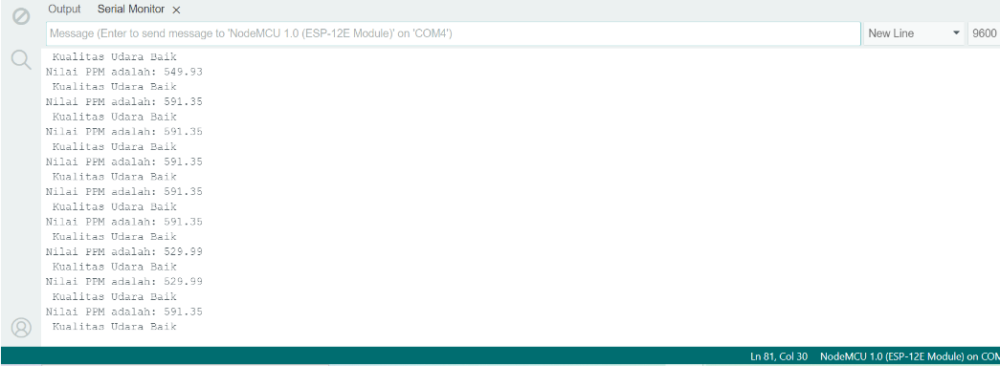 Output Serial Monitor
Message (Enter to send message to 'NodeMCU 1.0 (ESP-12E Module)' on 'COM4') New Line 9600
Kualitas Udara Baik
Nilai PPM adalah: 549.93
Kualitas Udara Baik
Nilai PPM adalah: 591.35
Kualitas Udara Baik
Nilai PPM adalah: 591.35
Kualitas Udara Baik
Nilai PPM adalah: 591.35
Kualitas Udara Baik
Nilai PPM adalah: 591.35
Kualitas Udara Baik
Nilai PPM adalah: 591.35
Kualitas Udara Baik
Nilai PPM adalah: 529.99
Kualitas Udara Baik
Nilai PPM adalah: 529.99
Kualitas Udara Baik
Nilai PPM adalah: 591.35
Kualitas Udara Baik
Ln 81, Col 30 NodeMCU 1.0 (ESP-12E Module) on